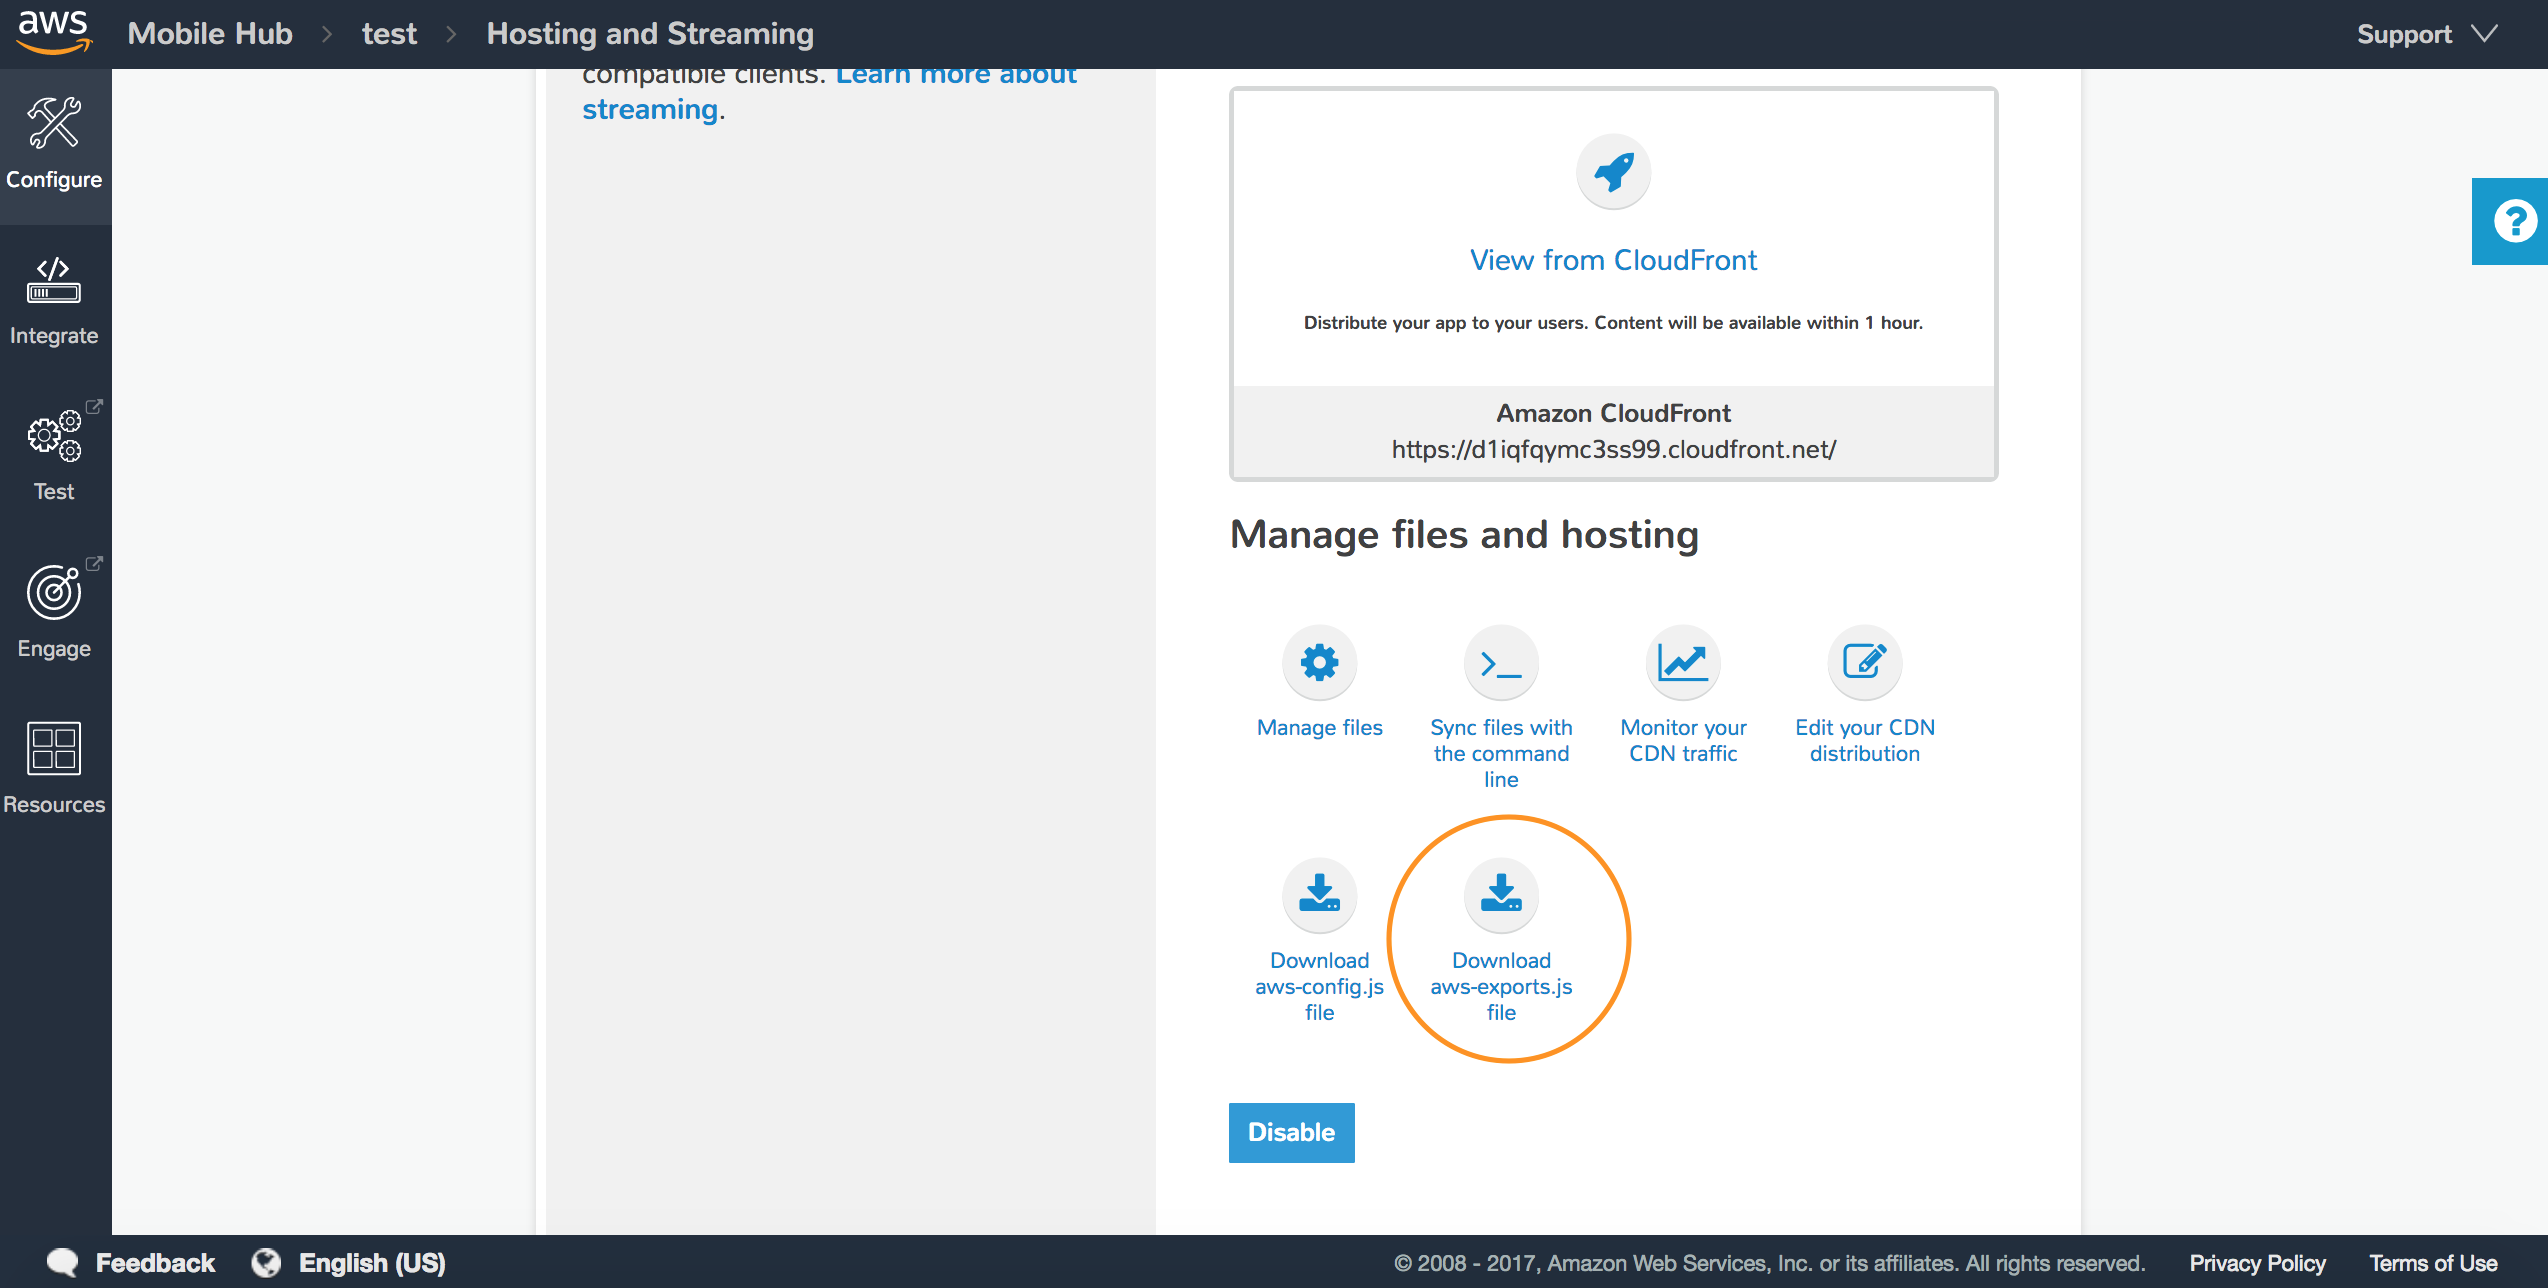 aws
Mobile Hub > test > Hosting and Streaming
Support
Configure
Integrate
Test
Engage
Resources
compatible clients. Learn more about
streaming.
View from CloudFront
Distribute your app to your users. Content will be available within 1 hour.
Amazon CloudFront
https://d1iqfqymc3ss99.cloudfront.net/
Manage files and hosting
Manage files
Sync files with
the command
line
Monitor your
CDN traffic
Edit your CDN
distribution
Download
aws-config.js
file
Download
aws-exports.js
file
Disable
Feedback
English (US)
© 2008 - 2017, Amazon Web Services, Inc. or its affiliates. All rights reserved.
Privacy Policy
Terms of Use